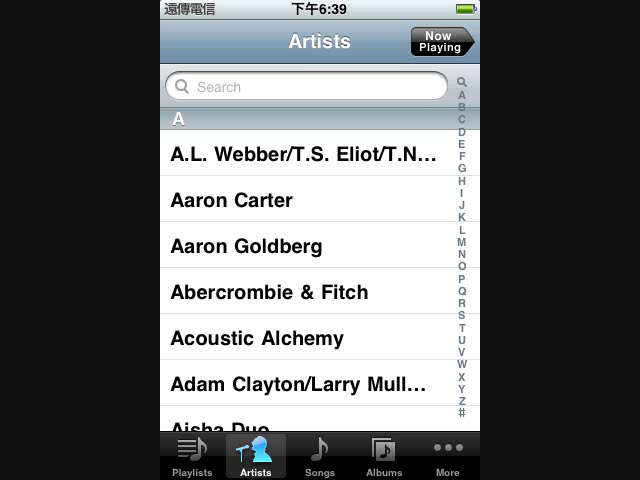 遠傳電信 下午6:39
Artists
Now
Playing
Search
A
A.L. Webber/T.S. Eliot/T.N...
Aaron Carter
Aaron Goldberg
Abercrombie & Fitch
Acoustic Alchemy
Adam Clayton/Larry Mull...
Aisha Duo
A
B
C
D
E
F
G
H
I
J
K
L
M
N
O
P
Q
R
S
T
U
V
W
X
Y
Z
#
Playlists Artists Songs Albums More